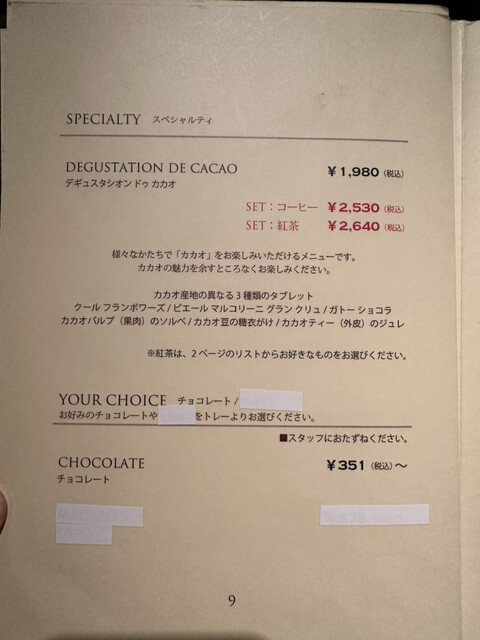 SPECIALTY スペシャルティ
DEGUSTATION DE CACAO ￥1,980（税込）
デギュスタシオン ドゥ カカオ
SET：コーヒー ￥2,530（税込）
SET：紅茶 ￥2,640（税込）
様々なかたちで「カカオ」をお楽しみいただけるメニューです。
カカオの魅力を余すところなくお楽しみください。
カカオ産地の異なる3種類のタブレット
クール フランボワーズ / ピエール マルコリーニ グラン クリュ / ガトー ショコラ
カカオパルプ（果肉）のソルベ / カカオ豆の糖衣がけ / カカオティー（外皮）のジュレ
※紅茶は、2ページのリストからお好きなものをお選びください。
YOUR CHOICE チョコレート /
お好みのチョコレートや をトレーよりお選びください。
■スタッフにおたずねください。
CHOCOLATE ￥351（税込）～
チョコレート
9